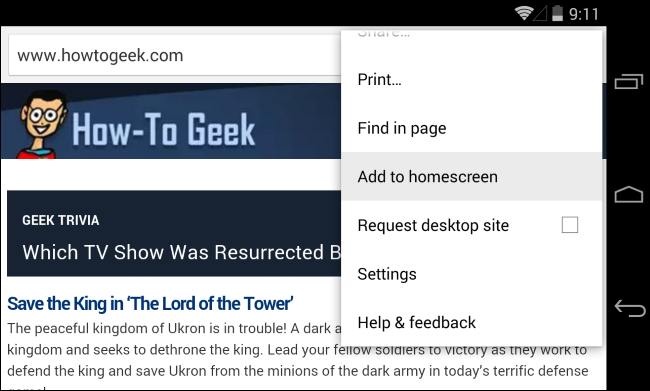 9:11
www.howtogeek.com
Share...
Print...
Find in page
Add to homescreen
Request desktop site
Settings
Help & feedback
How-To Geek
GEEK TRIVIA
Which TV Show Was Resurrected B
Save the King in ‘The Lord of the Tower’
The peaceful kingdom of Ukron is in trouble! A dark a
kingdom and seeks to dethrone the king. Lead your fellow soldiers to victory as they work to
defend the king and save Ukron from the minions of the dark army in today's terrific defense